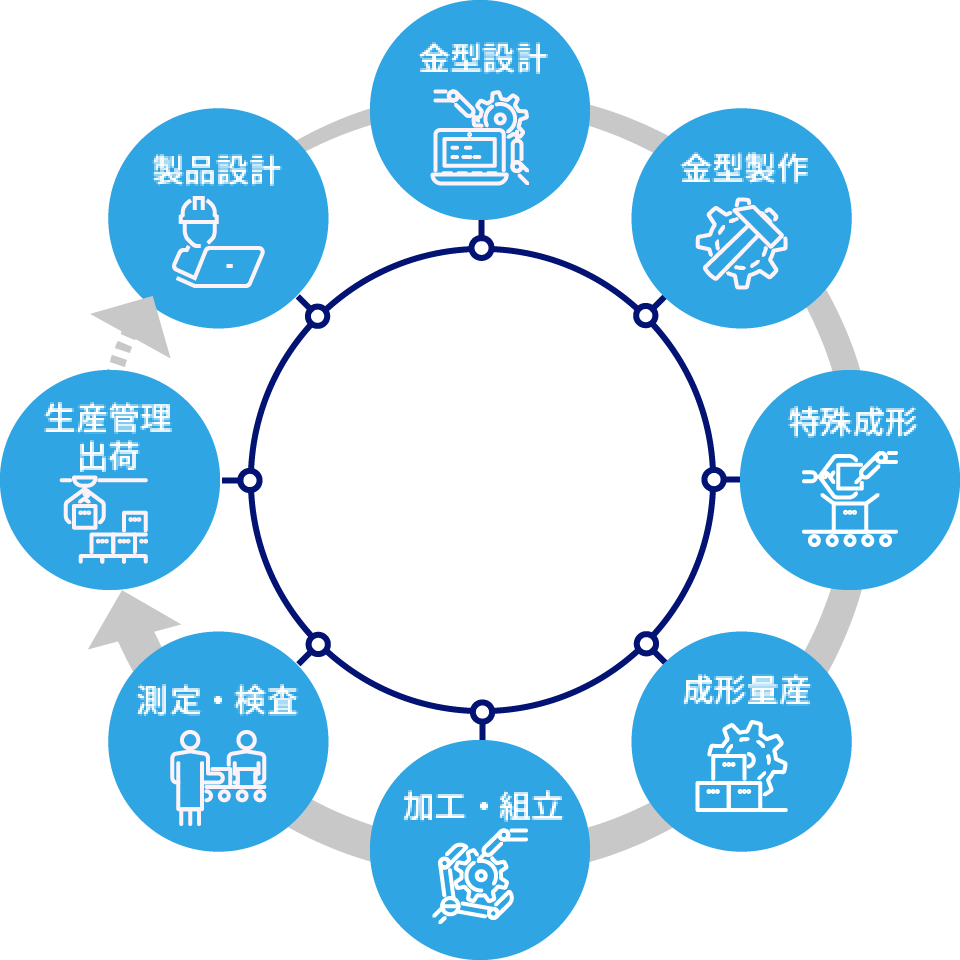 金型設計
製品設計
金型製作
生産管理
出荷
特殊成形
測定・検査
成形量産
加工・組立